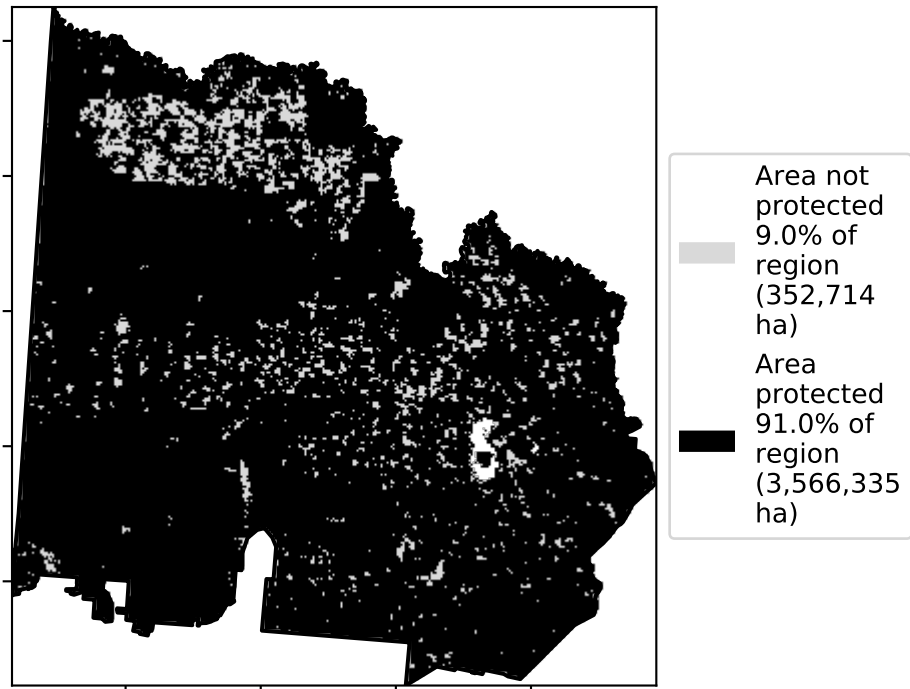 Area not
protected
9.0% of
region
(352,714
ha)
Area
protected
91.0% of
region
(3,566,335
ha)